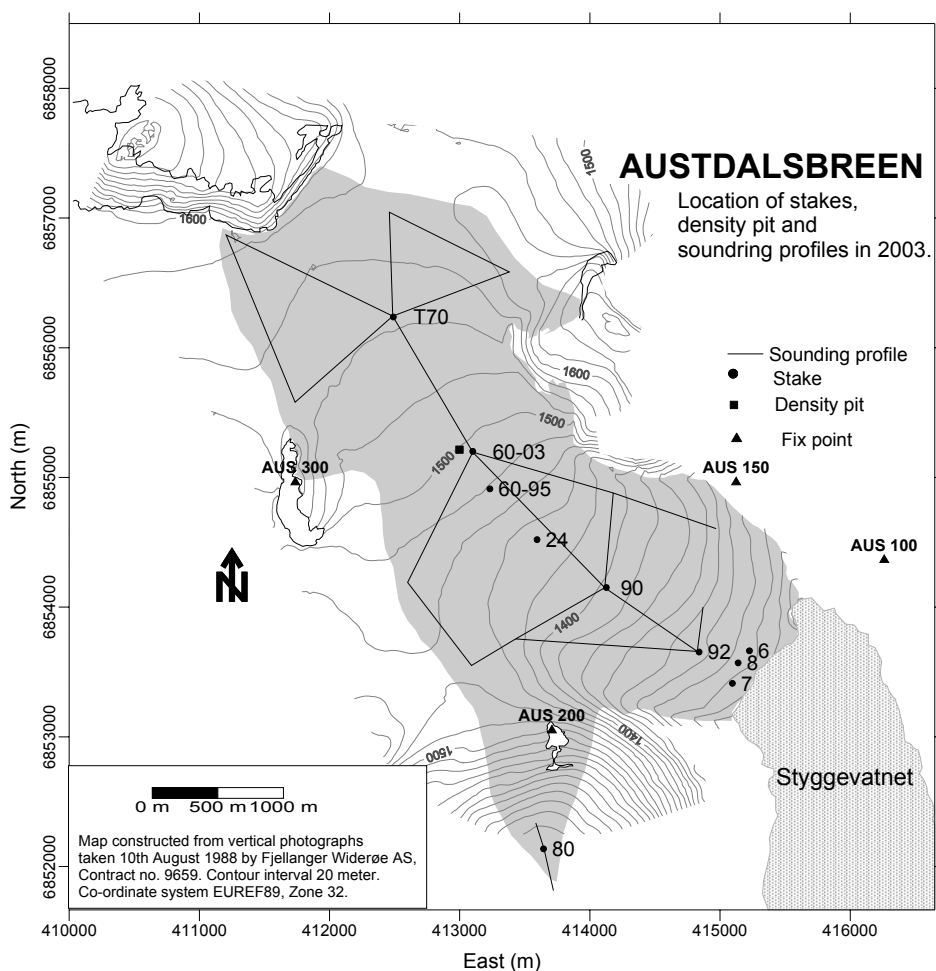 AUSTDALSBREEN
Location of stakes,
density pit and
soundring profiles in 2003.
Sounding profile
Stake
Density pit
Fix point
1500
1600
1600
T70
1500
60-03
1500
60-95
AUS 300
AUS 150
24
AUS 100
90
1400
92
6
8
7
AUS 200
1400
1500
Styggevatnet
80
N
0 m 500 m 1000 m
Map constructed from vertical photographs
taken 10th August 1988 by Fjellanger Widerøe AS,
Contract no. 9659. Contour interval 20 meter.
Co-ordinate system EUREF89, Zone 32.
North (m)
6858000
6857000
6856000
6855000
6854000
6853000
6852000
410000 411000 412000 413000 414000 415000 416000
East (m)